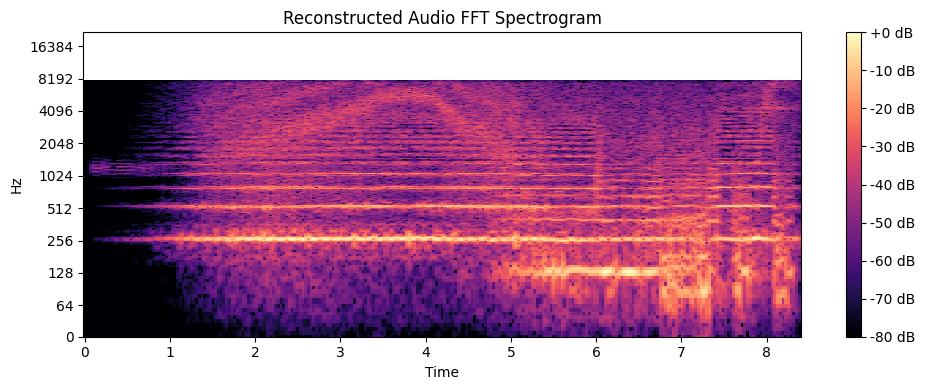 Reconstructed Audio FFT Spectrogram
Hz
16384
8192
4096
2048
1024
512
256
128
64
0
0 1 2 3 4 5 6 7 8
Time
+0 dB
-10 dB
-20 dB
-30 dB
-40 dB
-50 dB
-60 dB
-70 dB
-80 dB